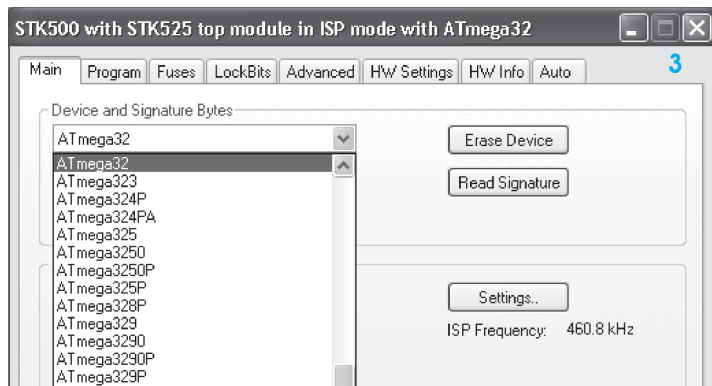 STK500 with STK525 top module in ISP mode with ATmega32
Main Program Fuses LockBits Advanced HW Settings HW Info Auto
3
Device and Signature Bytes
ATmega32
Erase Device
Read Signature
ATmega32
ATmega323
ATmega324P
ATmega324PA
ATmega325
ATmega3250
ATmega3250P
ATmega325P
ATmega328P
ATmega329
ATmega3290
ATmega3290P
ATmega329P
Settings..
ISP Frequency: 460.8 kHz